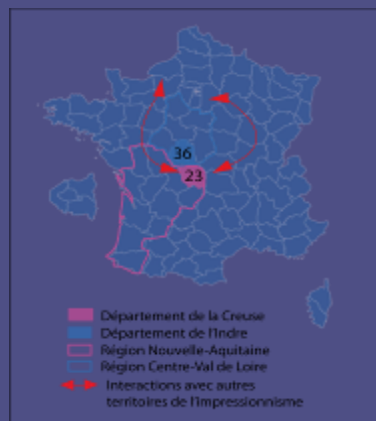 36
23
Département de la Creuse
Département de l'Indre
Région Nouvelle-Aquitaine
Région Centre-Val de Loire
Interactions avec autres
territoires de l'impressionnisme